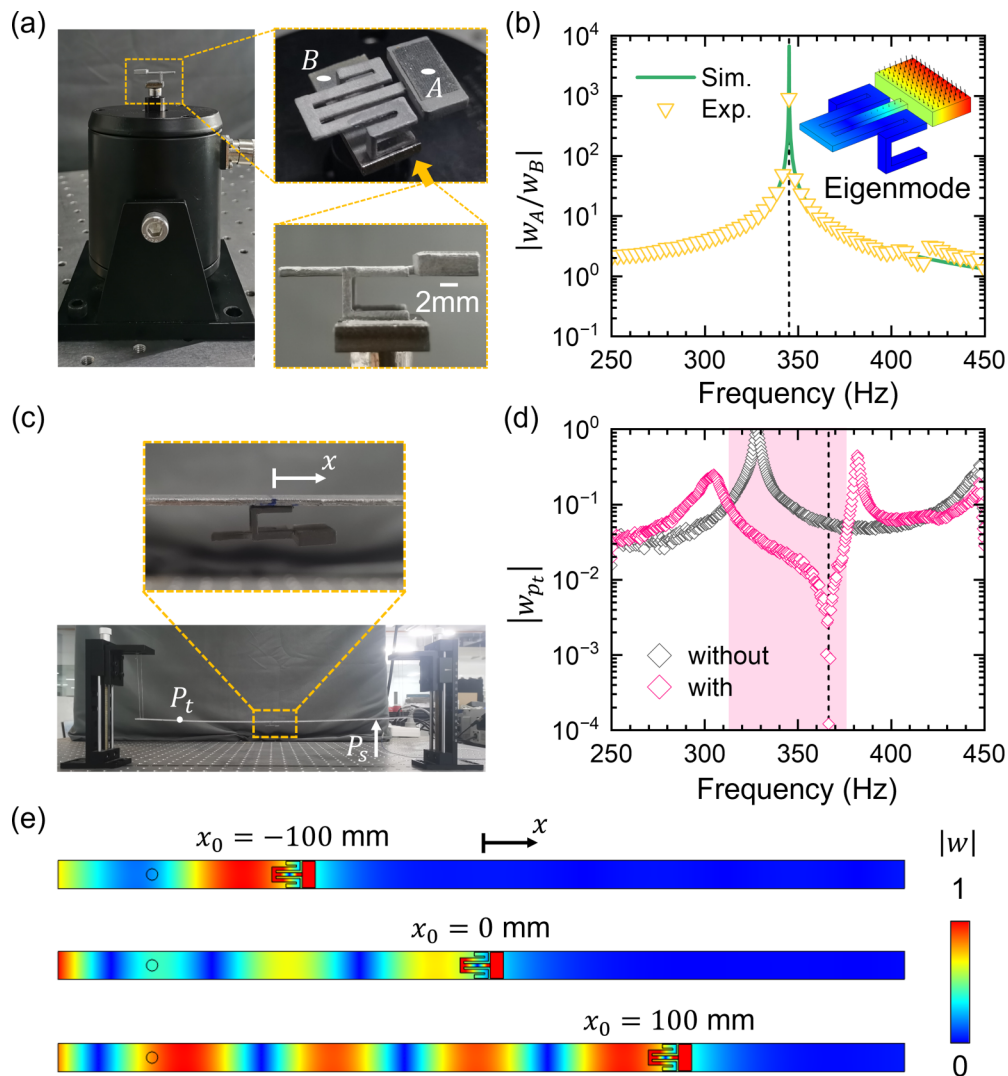 (a)
B
A
2mm
(b)
|w_A/w_B|
10^4
10^3
10^2
10^1
10^0
10^-1
Sim.
Exp.
Eigenmode
250 300 350 400 450
Frequency (Hz)
(c)
x
P_t
P_S
(d)
|w_{p_t}|
10^0
10^-1
10^-2
10^-3
10^-4
without
with
250 300 350 400 450
Frequency (Hz)
(e)
x_0 = −100 mm
x
x_0 = 0 mm
x_0 = 100 mm
|w|
1
0